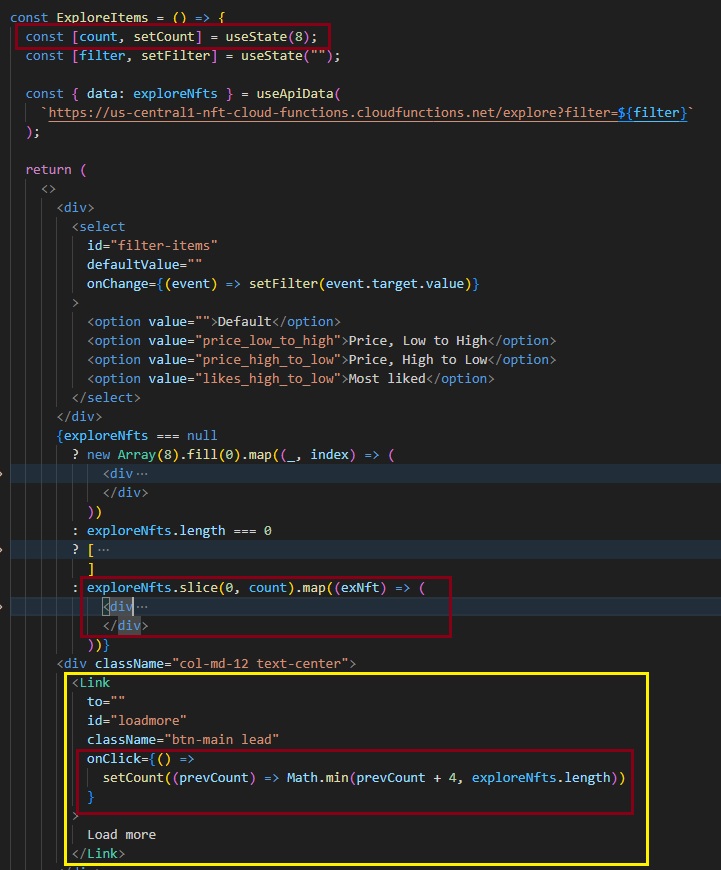 const ExploreItems = () => {
const [count, setCount] = useState(8);
const [filter, setFilter] = useState("");
const { data: exploreNfts } = useApiData(
`https://us-central1-nft-cloud-functions.cloudfunctions.net/explore?filter=${filter}`
);
return (
<>
<div>
<select
id="filter-items"
defaultValue=""
onChange={(event) => setFilter(event.target.value)}
>
<option value="">Default</option>
<option value="price_low_to_high">Price, Low to High</option>
<option value="price_high_to_low">Price, High to Low</option>
<option value="likes_high_to_low">Most liked</option>
</select>
</div>
{exploreNfts === null
? new Array(8).fill(0).map((_, index) => (
<div ···
</div>
))
: exploreNfts.length === 0
? [ ···
]
: exploreNfts.slice(0, count).map((exNft) => (
<div ···
</div>
))}
<div className="col-md-12 text-center">
<Link
to=""
id="loadmore"
className="btn-main lead"
onClick={() =>
setCount((prevCount) => Math.min(prevCount + 4, exploreNfts.length))
}
>
Load more
</Link>